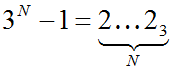 3^N − 1 = 2…2_3
N